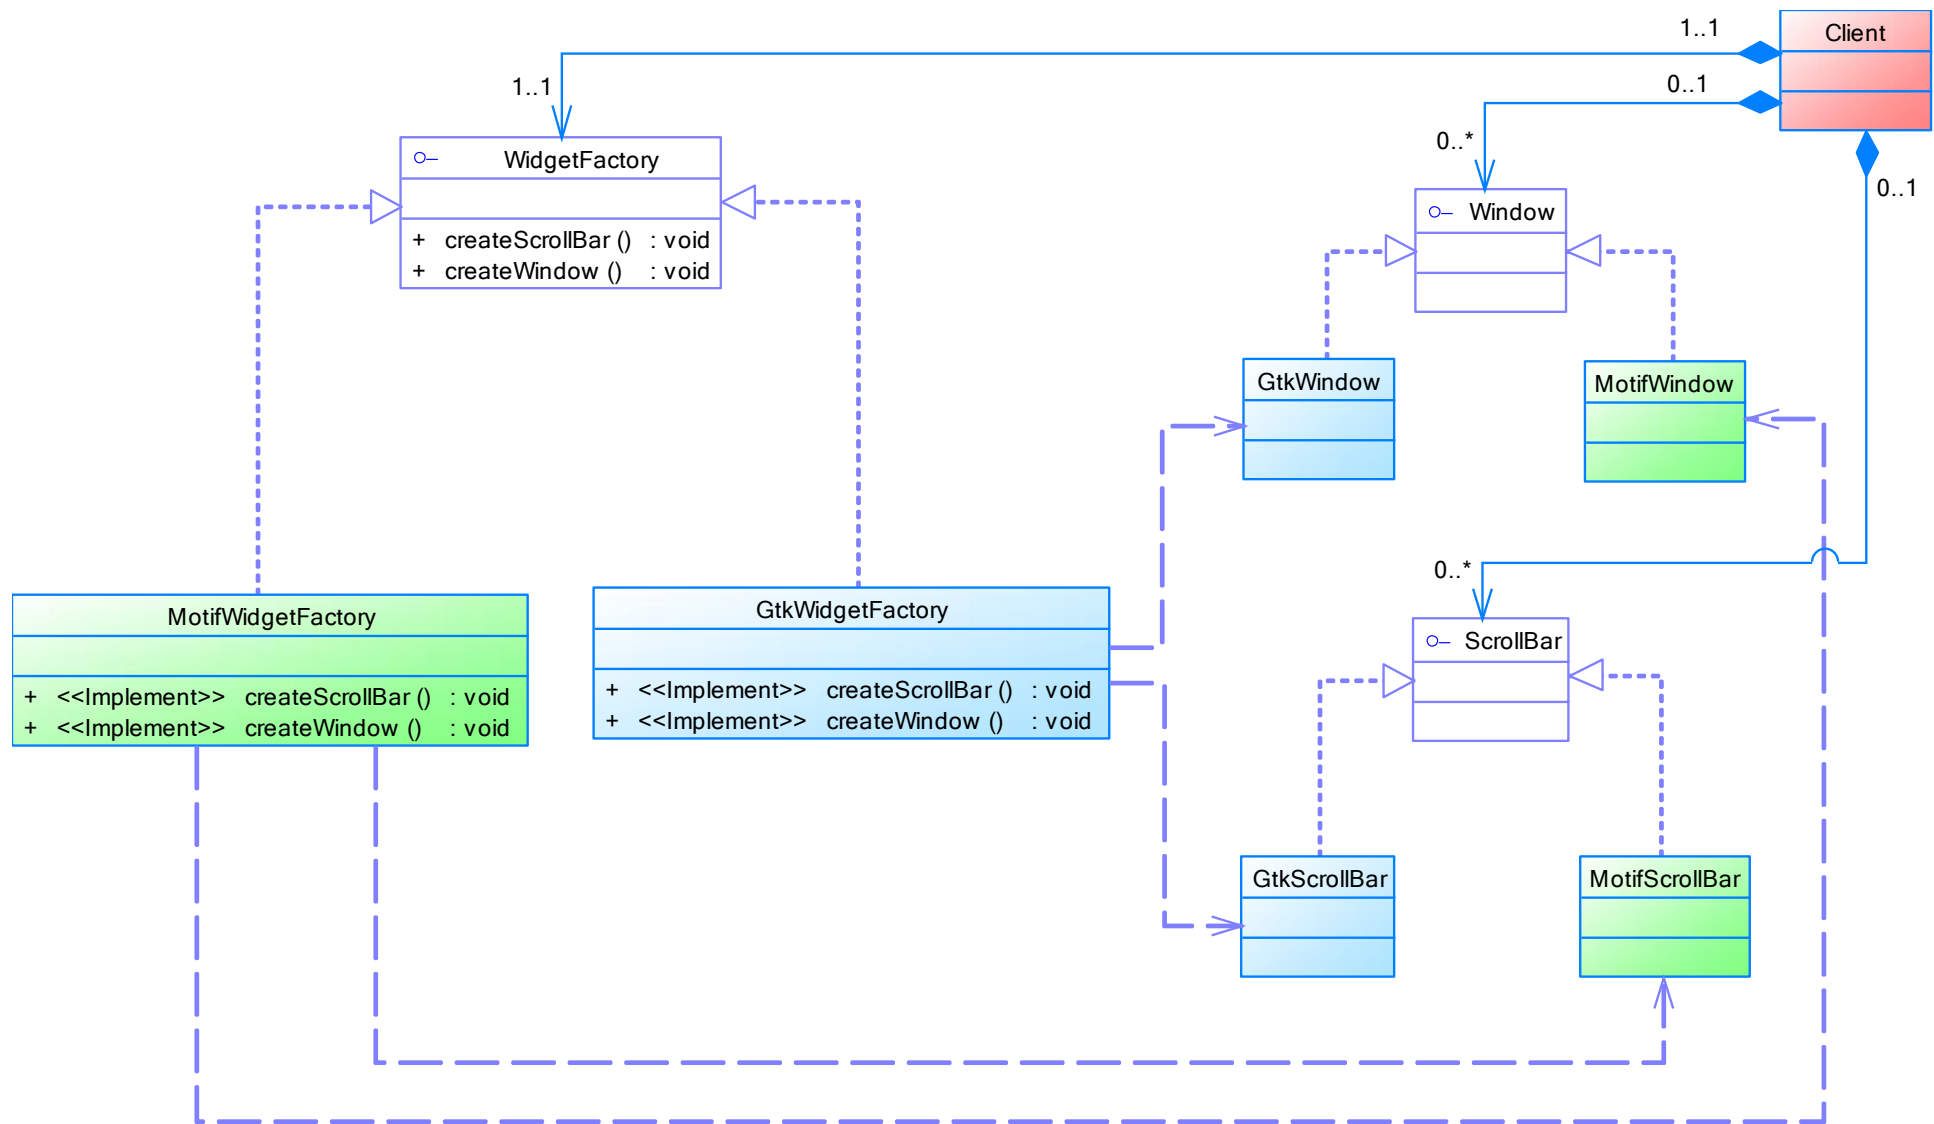 1..1
Client
0..1
1..1
0..*
WidgetFactory
0..1
Window
+ createScrollBar () : void
+ createWindow () : void
GtkWindow
MotifWindow
0..*
MotifWidgetFactory
GtkWidgetFactory
ScrollBar
+ <<Implement>> createScrollBar () : void
+ <<Implement>> createWindow () : void
+ <<Implement>> createScrollBar () : void
+ <<Implement>> createWindow () : void
GtkScrollBar
MotifScrollBar